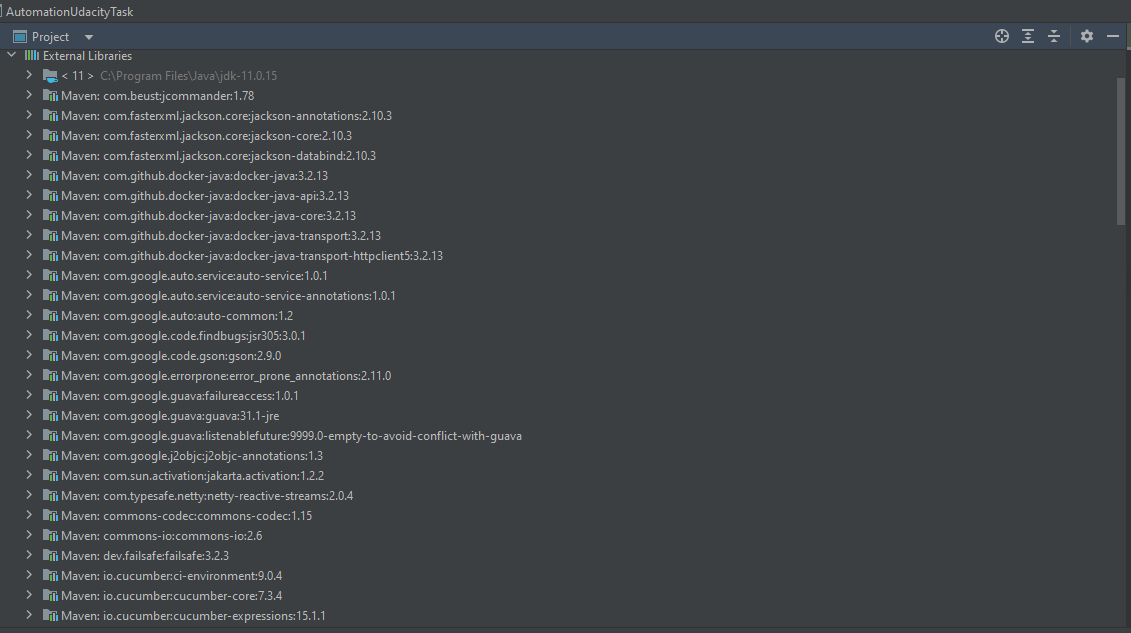 AutomationUdacityTask
Project
External Libraries
< 11 > C:\Program Files\Java\jdk-11.0.15
Maven: com.beust:jcommander:1.78
Maven: com.fasterxml.jackson.core:jackson-annotations:2.10.3
Maven: com.fasterxml.jackson.core:jackson-core:2.10.3
Maven: com.fasterxml.jackson.core:jackson-databind:2.10.3
Maven: com.github.docker-java:docker-java:3.2.13
Maven: com.github.docker-java:docker-java-api:3.2.13
Maven: com.github.docker-java:docker-java-core:3.2.13
Maven: com.github.docker-java:docker-java-transport:3.2.13
Maven: com.github.docker-java:docker-java-transport-httpclient5:3.2.13
Maven: com.google.auto.service:auto-service:1.0.1
Maven: com.google.auto.service:auto-service-annotations:1.0.1
Maven: com.google.auto:auto-common:1.2
Maven: com.google.code.findbugs:jsr305:3.0.1
Maven: com.google.code.gson:gson:2.9.0
Maven: com.google.errorprone:error_prone_annotations:2.11.0
Maven: com.google.guava:failureaccess:1.0.1
Maven: com.google.guava:guava:31.1-jre
Maven: com.google.guava:listenablefuture:9999.0-empty-to-avoid-conflict-with-guava
Maven: com.google.j2objc:j2objc-annotations:1.3
Maven: com.sun.activation:jakarta.activation:1.2.2
Maven: com.typesafe.netty:netty-reactive-streams:2.0.4
Maven: commons-codec:commons-codec:1.15
Maven: commons-io:commons-io:2.6
Maven: dev.failsafe:failsafe:3.2.3
Maven: io.cucumber:ci-environment:9.0.4
Maven: io.cucumber:cucumber-core:7.3.4
Maven: io.cucumber:cucumber-expressions:15.1.1